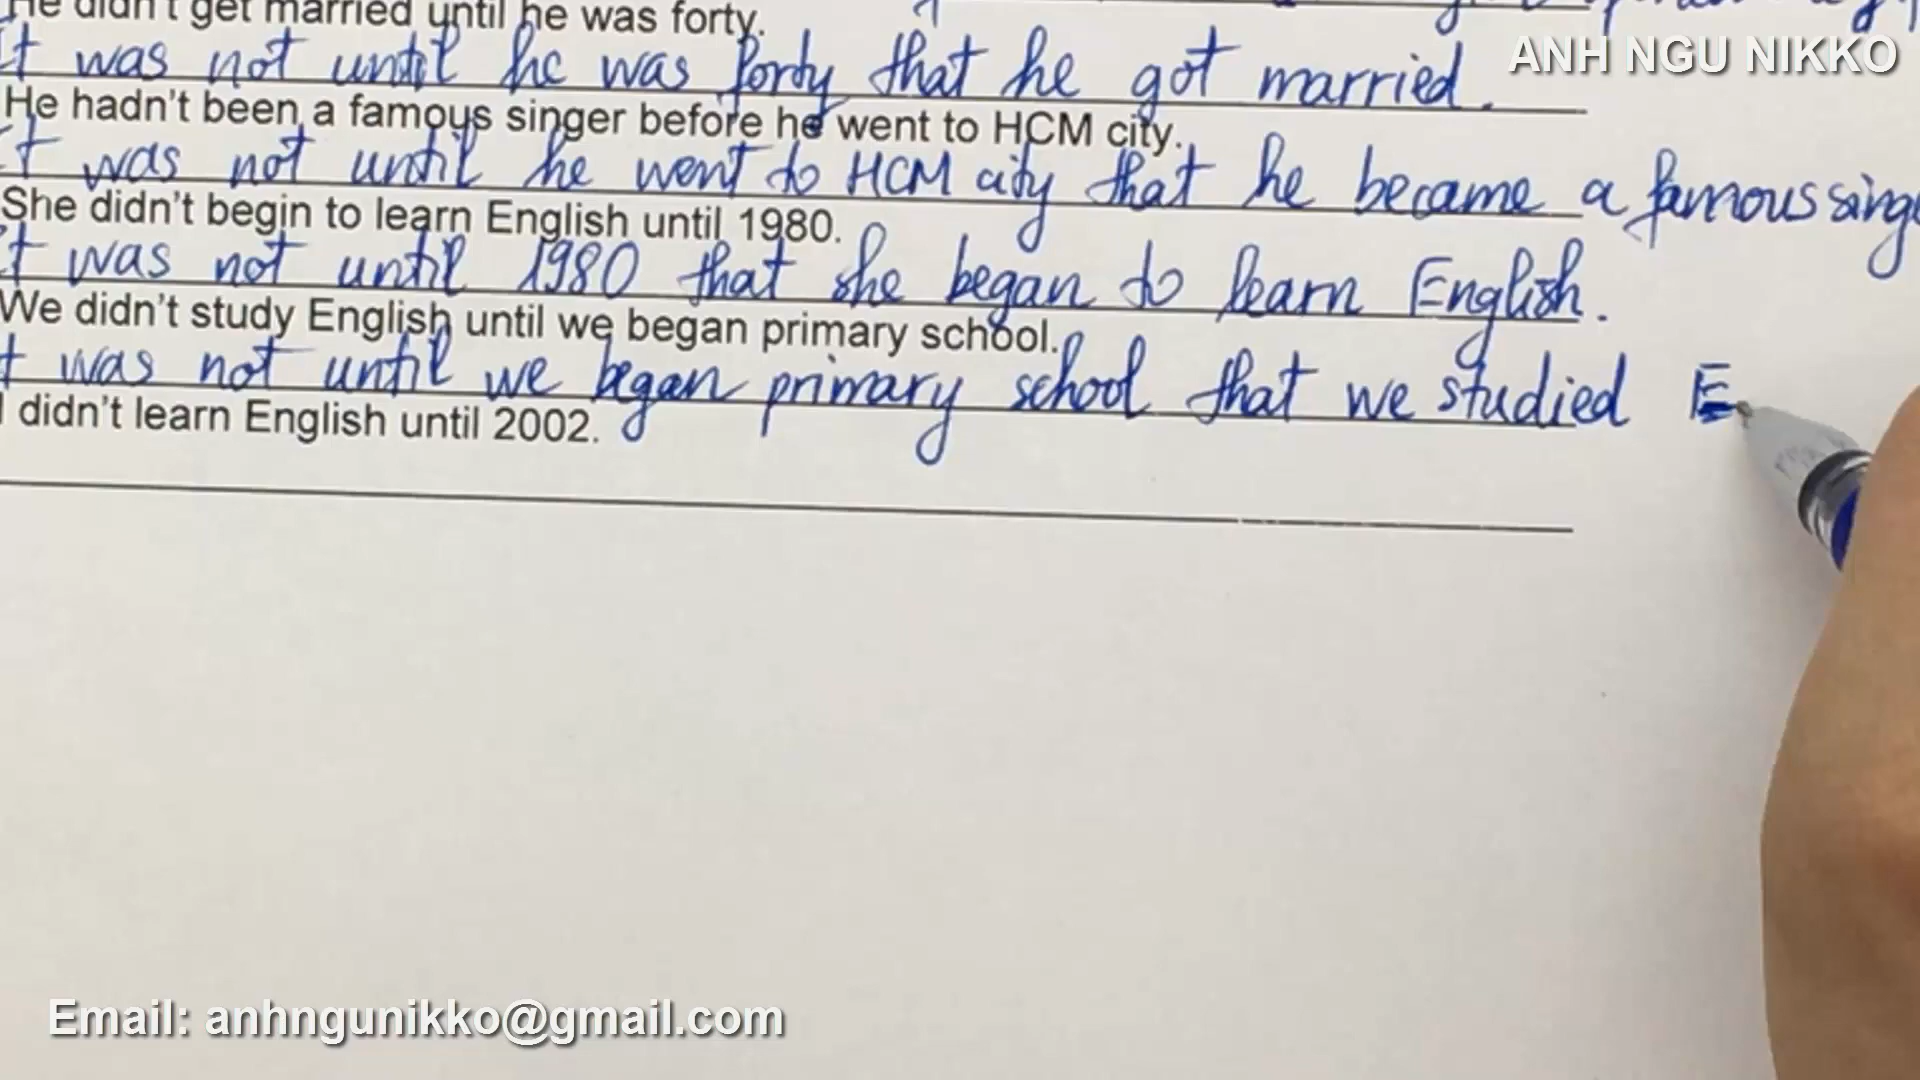 He didn't get married until he was forty.
It was not until he was forty that he got married.
ANH NGU NIKKO
He hadn't been a famous singer before he went to HCM city.
It was not until he went to HCM city that he became a famous singe
She didn't begin to learn English until 1980.
It was not until 1980 that she began to learn English.
We didn't study English until we began primary school.
t was not until we began primary school that we studied E
I didn't learn English until 2002.
Email: anhngunikko@gmail.com